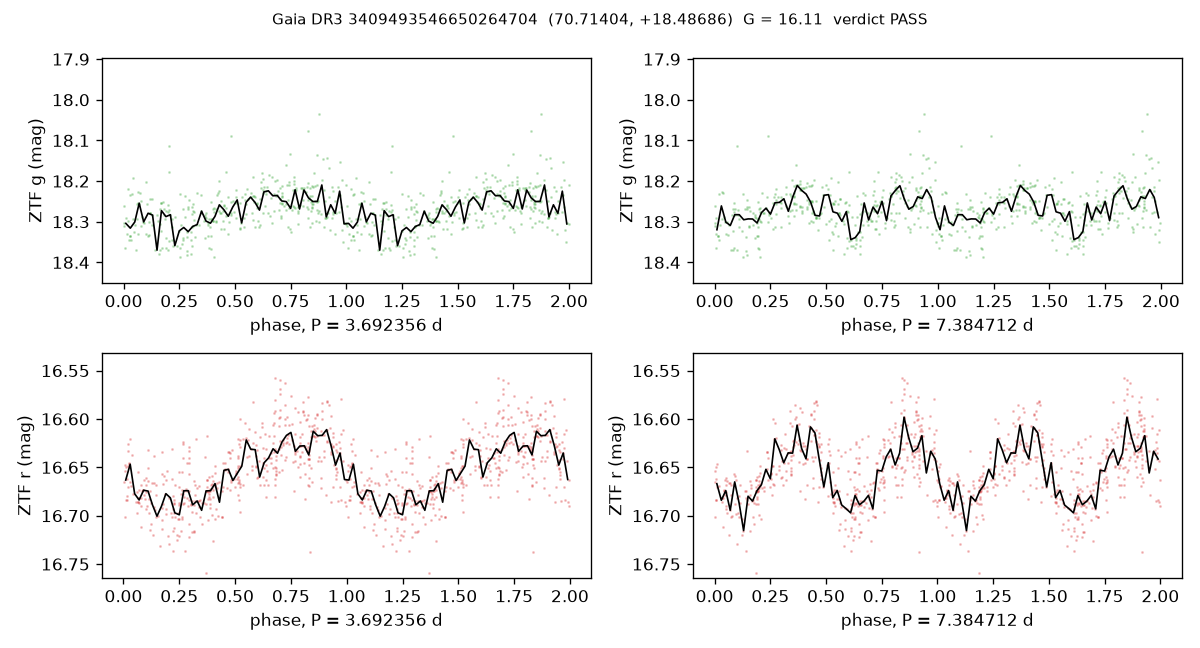 Gaia DR3 3409493546650264704  (70.71404, +18.48686)  G = 16.11  verdict PASS
ZTF g (mag)
17.9
18.0
18.1
18.2
18.3
18.4
0.00 0.25 0.50 0.75 1.00 1.25 1.50 1.75 2.00
phase, P = 3.692356 d
ZTF g (mag)
17.9
18.0
18.1
18.2
18.3
18.4
0.00 0.25 0.50 0.75 1.00 1.25 1.50 1.75 2.00
phase, P = 7.384712 d
ZTF r (mag)
16.55
16.60
16.65
16.70
16.75
0.00 0.25 0.50 0.75 1.00 1.25 1.50 1.75 2.00
phase, P = 3.692356 d
ZTF r (mag)
16.55
16.60
16.65
16.70
16.75
0.00 0.25 0.50 0.75 1.00 1.25 1.50 1.75 2.00
phase, P = 7.384712 d